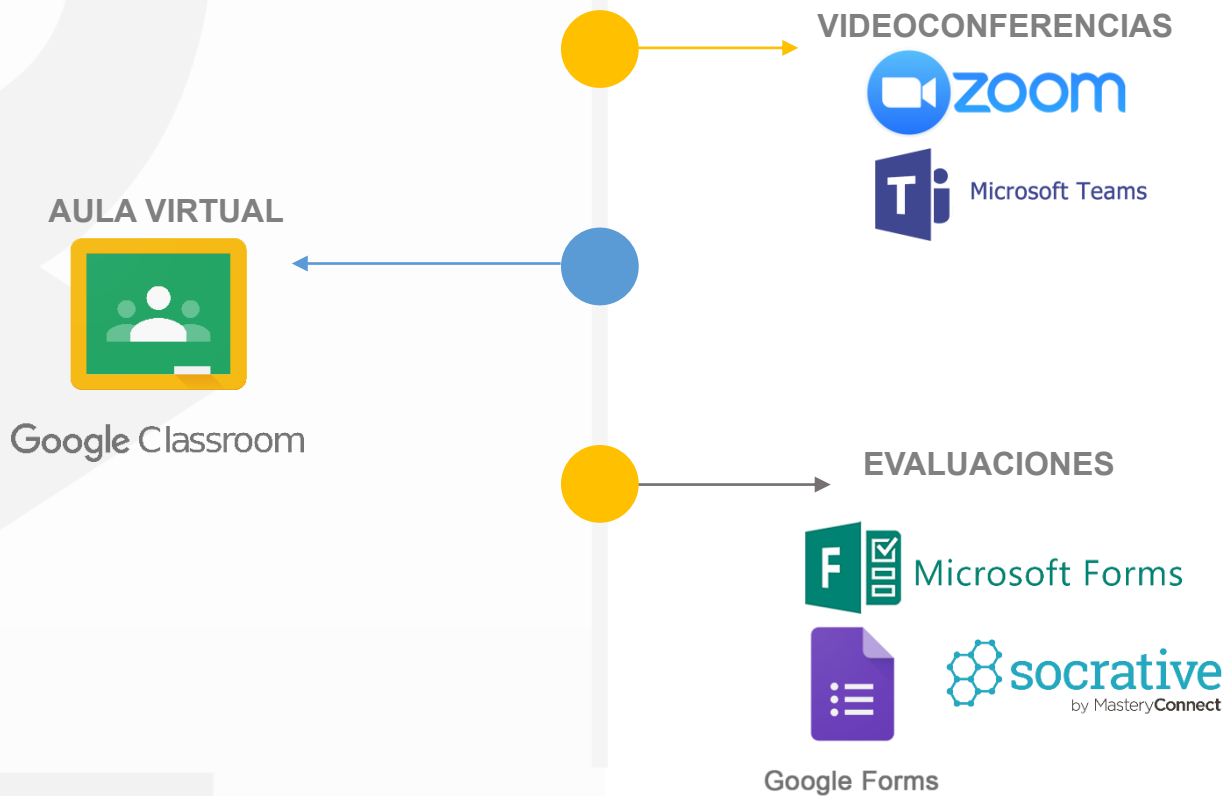 VIDEOCONFERENCIAS
zoom
T
Microsoft Teams
AULA VIRTUAL
Google Classroom
EVALUACIONES
F
Microsoft Forms
socrative
by MasteryConnect
Google Forms